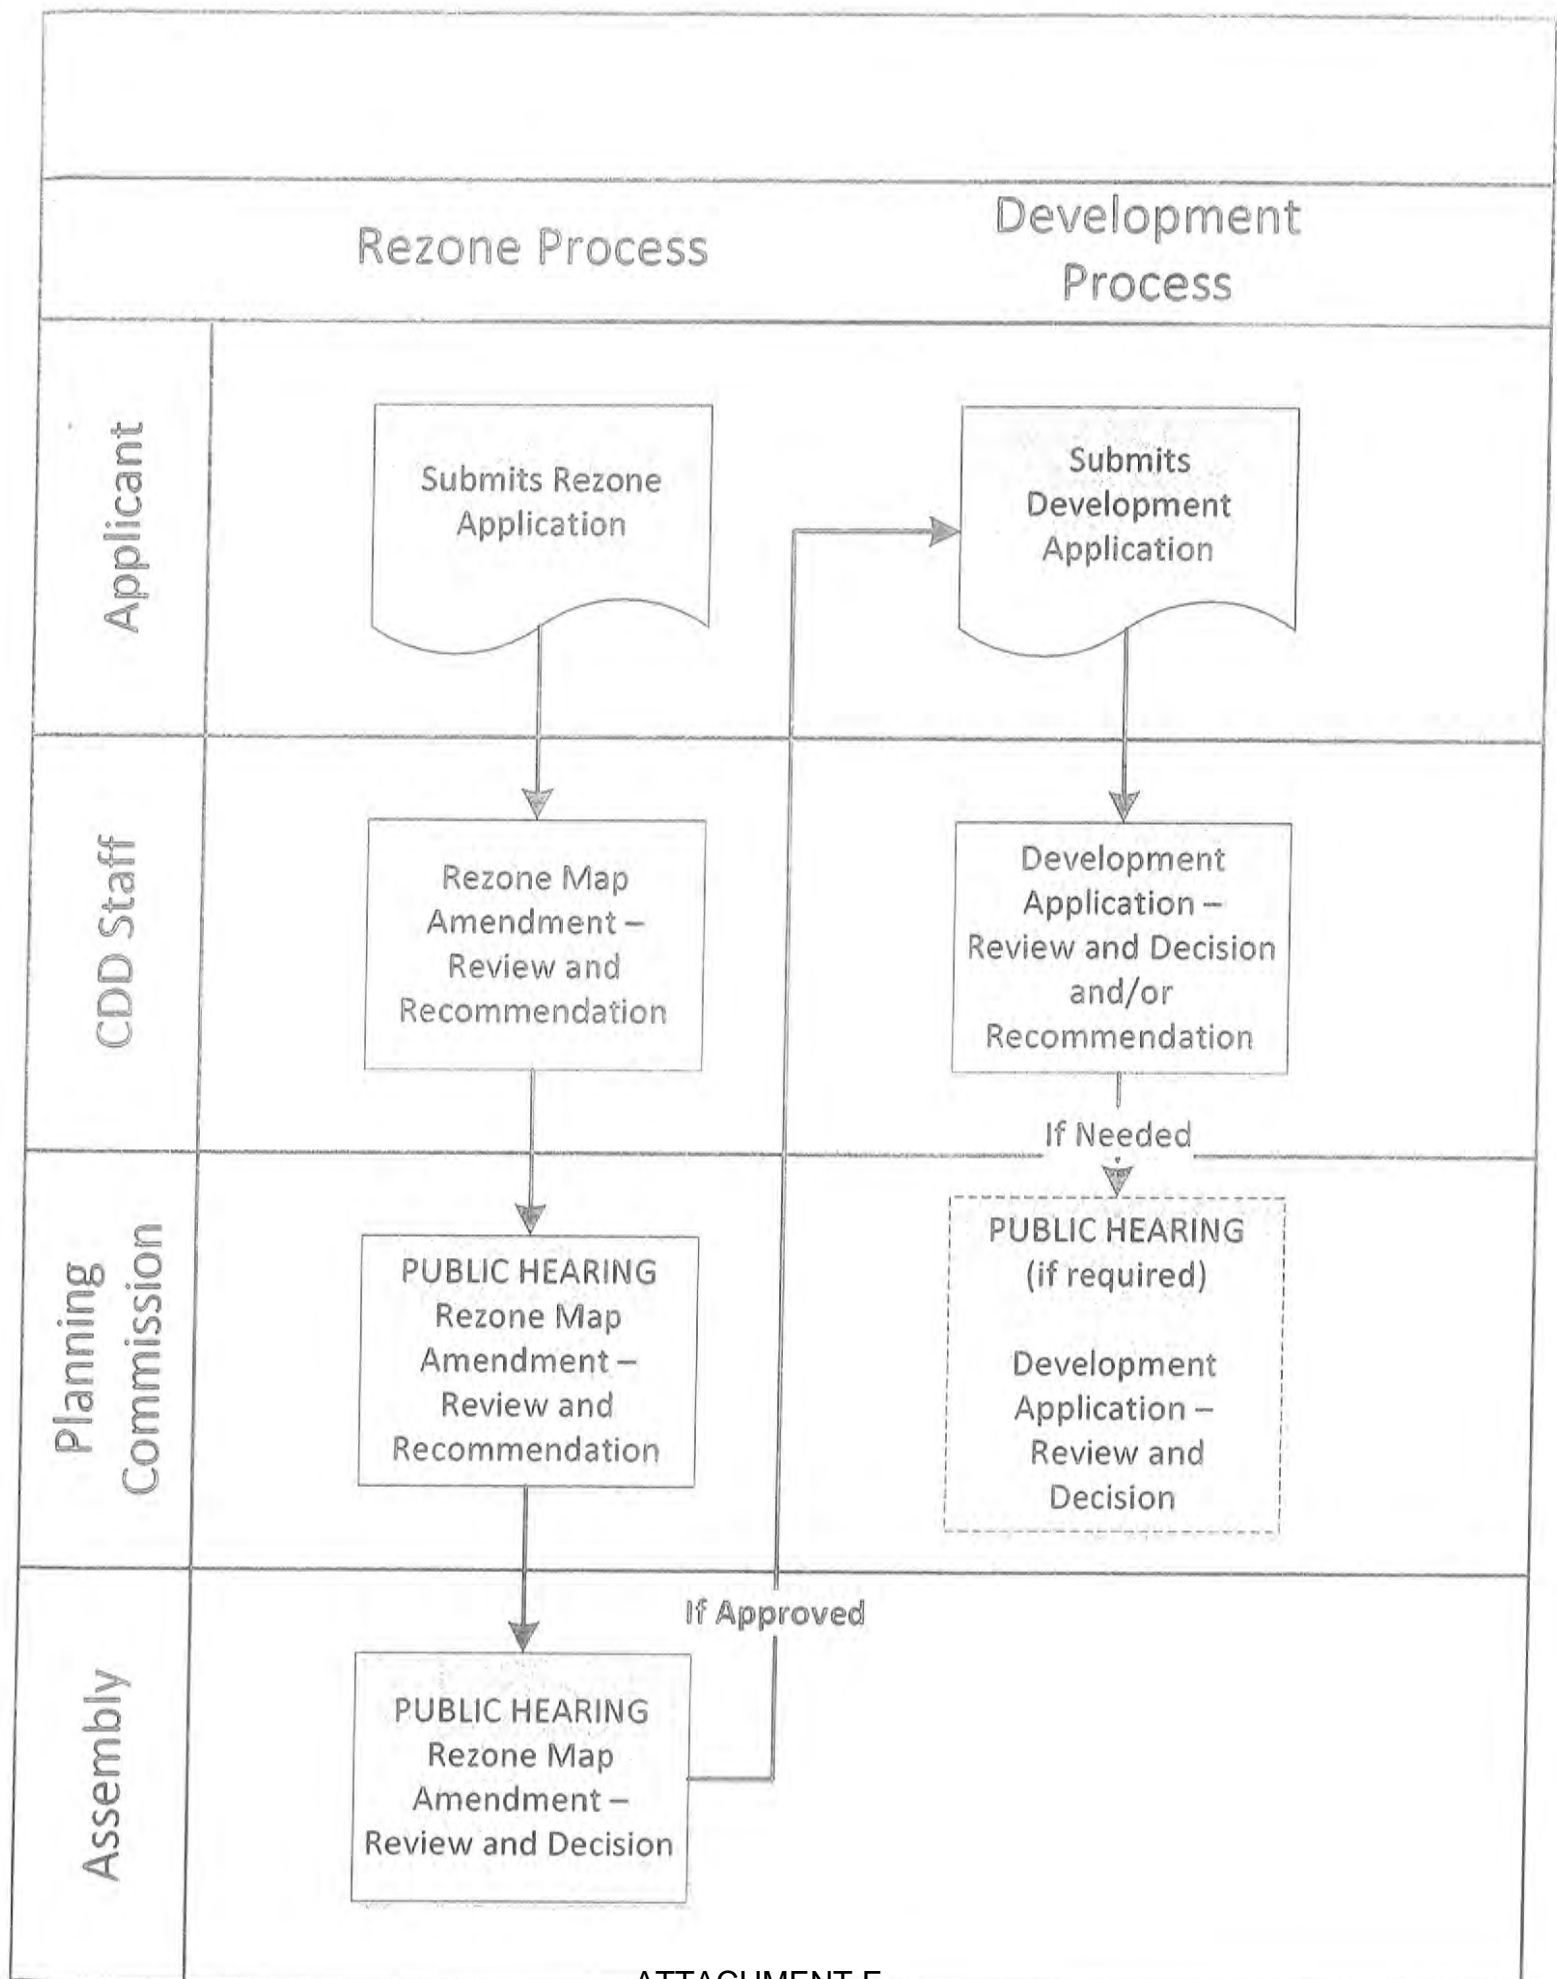 Rezone Process
Development
Process
Applicant
Submits Rezone
Application
Submits
Development
Application
CDD Staff
Rezone Map
Amendment –
Review and
Recommendation
Development
Application –
Review and Decision
and/or
Recommendation
If Needed
Planning
Commission
PUBLIC HEARING
Rezone Map
Amendment –
Review and
Recommendation
PUBLIC HEARING
(if required)
Development
Application –
Review and
Decision
If Approved
Assembly
PUBLIC HEARING
Rezone Map
Amendment –
Review and Decision
ATTACHMENT